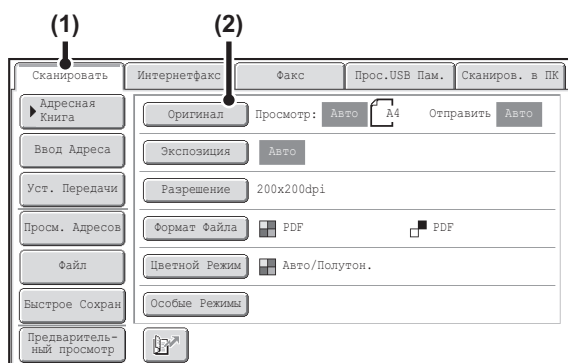 (1) (2)
Сканировать Интернетфакс Факс Прос.USB Пам. Сканиров. в ПК
Адресная
Книга
Оригинал Просмотр: Авто A4 Отправить Авто
Ввод Адреса Экспозиция Авто
Уст. Передачи Разрешение 200x200dpi
Просм. Адресов Формат Файла PDF PDF
Файл Цветной Режим Авто/Полутон.
Быстрое Сохран Особые Режимы
Предваритель-
ный просмотр